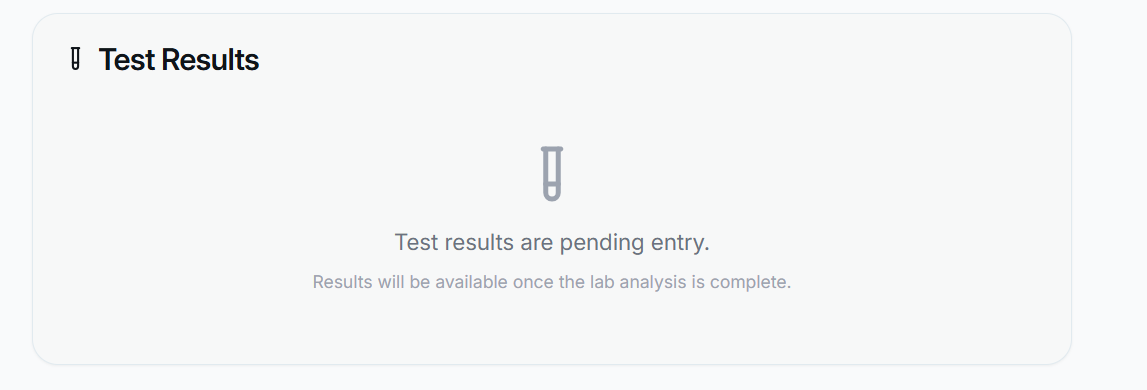 Test Results
Test results are pending entry.
Results will be available once the lab analysis is complete.